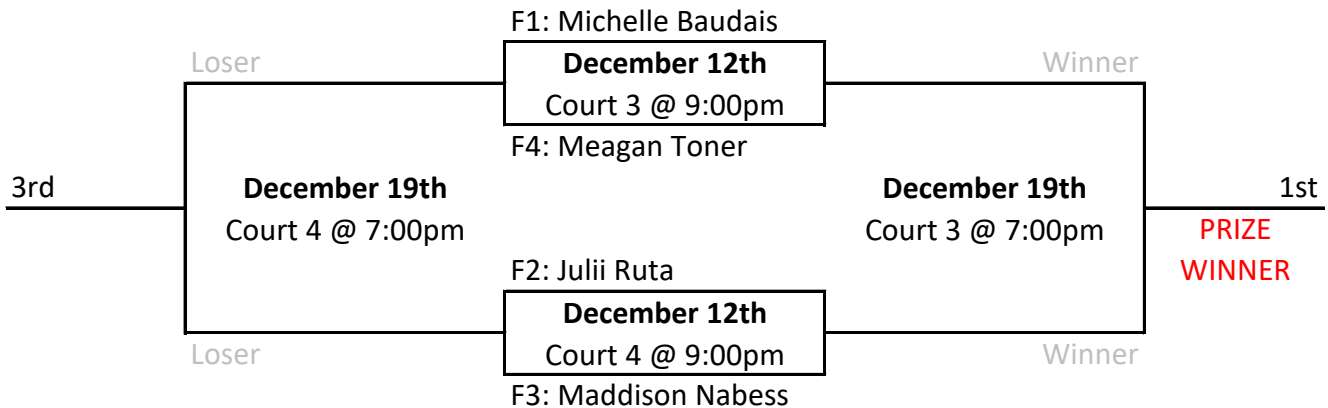 F1: Michelle Baudais
Loser
December 12th
Winner
Court 3 @ 9:00pm
F4: Meagan Toner
3rd
December 19th
December 19th
1st
Court 4 @ 7:00pm
Court 3 @ 7:00pm
PRIZE
WINNER
F2: Julii Ruta
December 12th
Loser
Court 4 @ 9:00pm
Winner
F3: Maddison Nabess